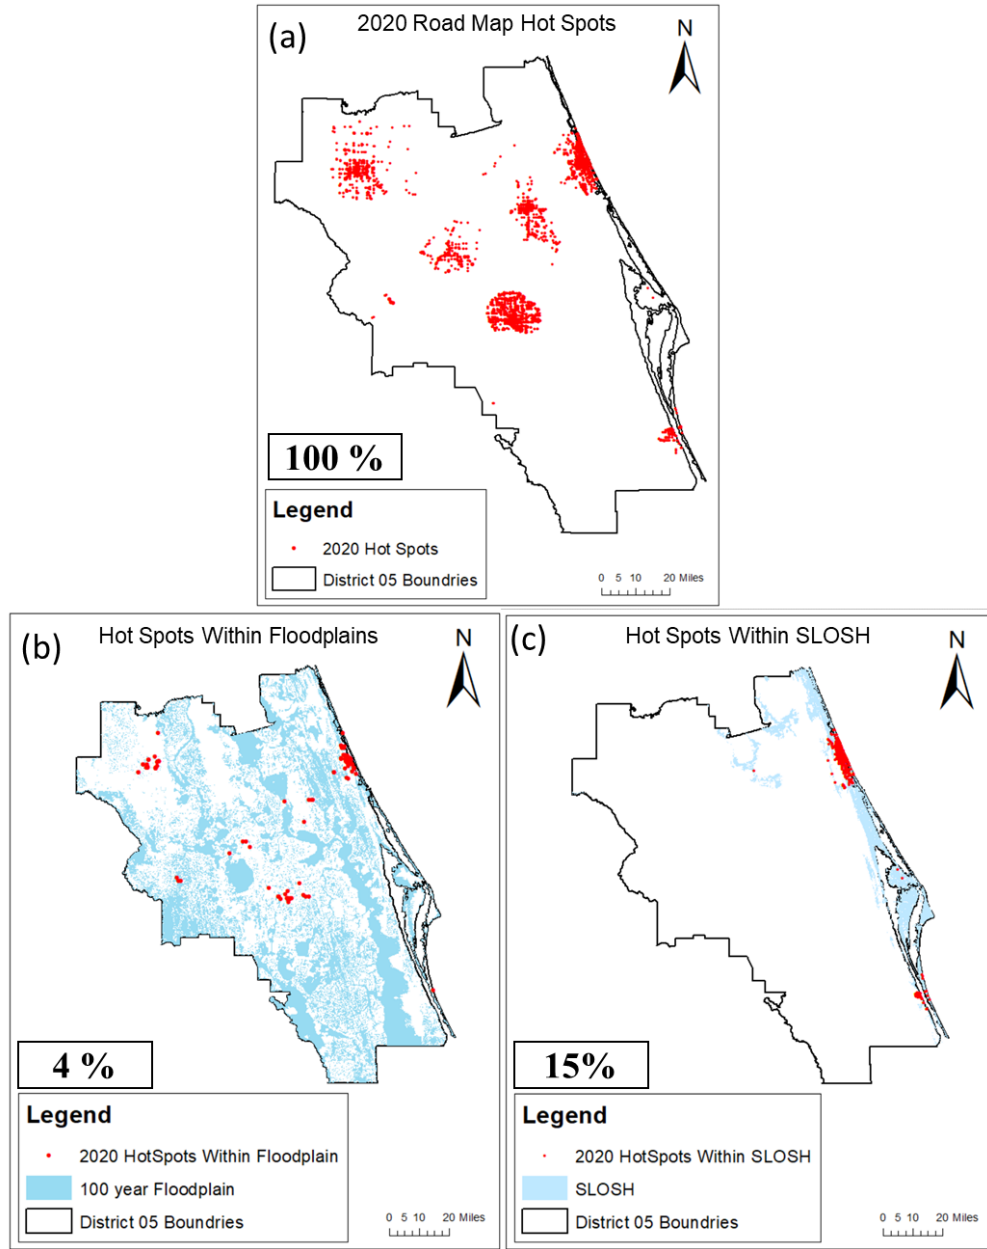 (a)
2020 Road Map Hot Spots
N
100 %
Legend
2020 Hot Spots
District 05 Boundries
0 5 10 20 Miles
(b)
Hot Spots Within Floodplains
N
4 %
Legend
2020 HotSpots Within Floodplain
100 year Floodplain
District 05 Boundries
0 5 10 20 Miles
(c)
Hot Spots Within SLOSH
N
15%
Legend
2020 HotSpots Within SLOSH
SLOSH
District 05 Boundries
0 5 10 20 Miles